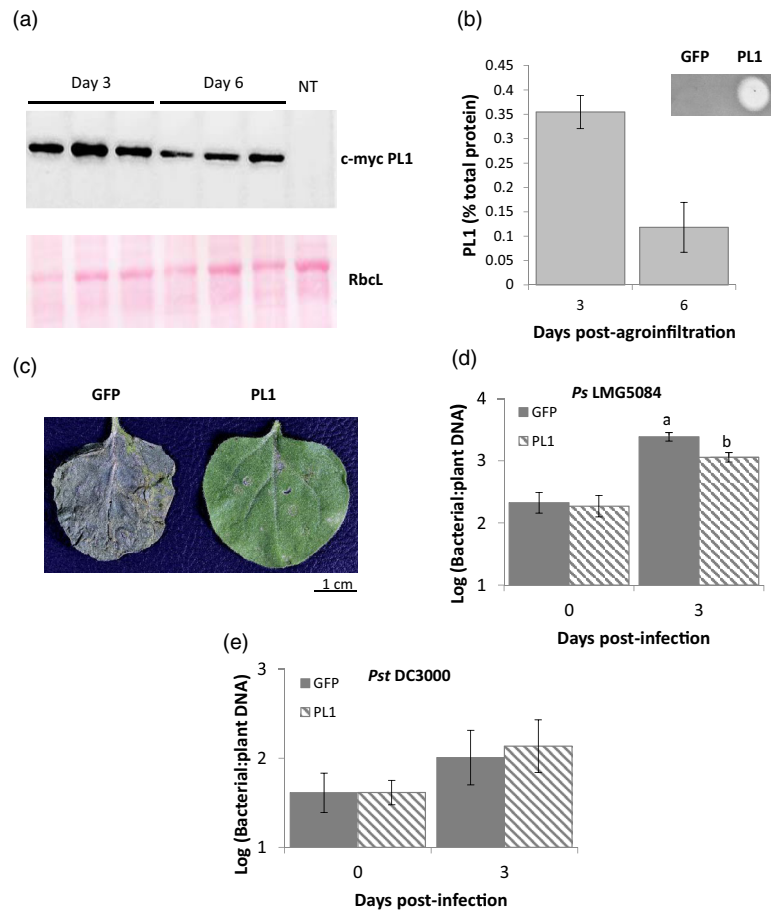 (a)
Day 3 Day 6 NT
c-myc PL1
RbcL
(b)
GFP PL1
0.45
0.4
0.35
0.3
0.25
0.2
0.15
0.1
0.05
0
PL1 (% total protein)
3 6
Days post-agroinfiltration
(c)
GFP PL1
1 cm
(d)
Ps LMG5084
GFP
PL1
a
b
4
3
2
1
Log (Bacterial:plant DNA)
0 3
Days post-infection
(e)
Pst DC3000
GFP
PL1
3
2
1
Log (Bacterial:plant DNA)
0 3
Days post-infection